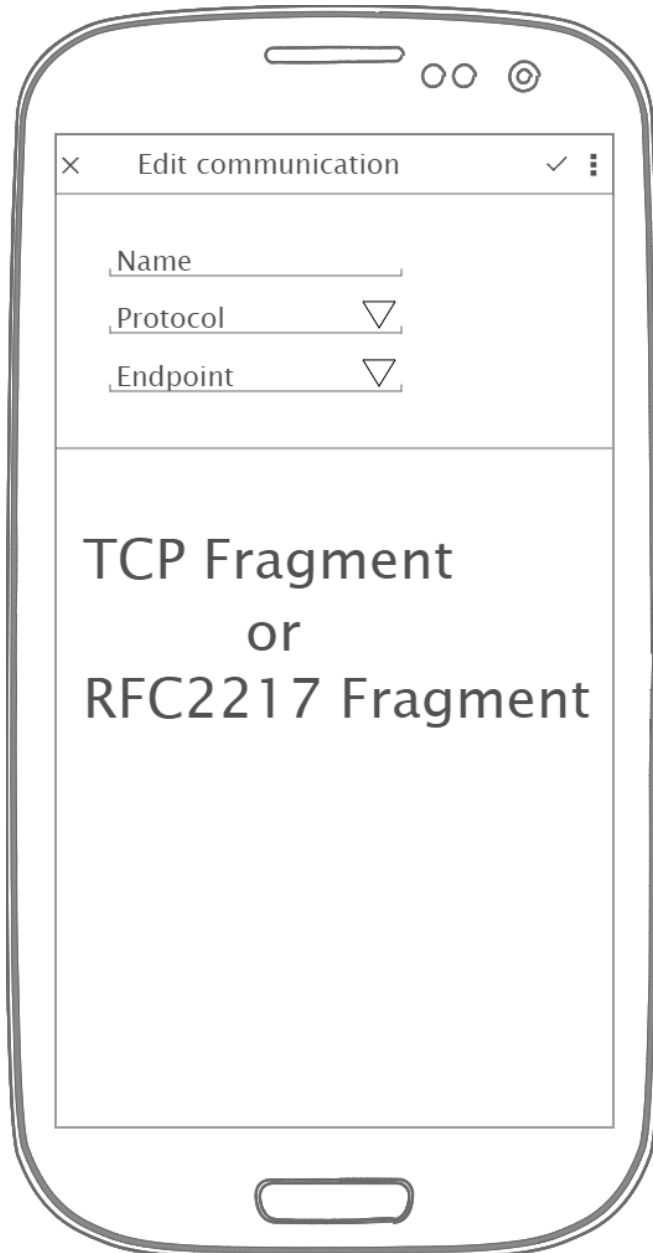 Edit communication
Name
Protocol
Endpoint
TCP Fragment
or
RFC2217 Fragment